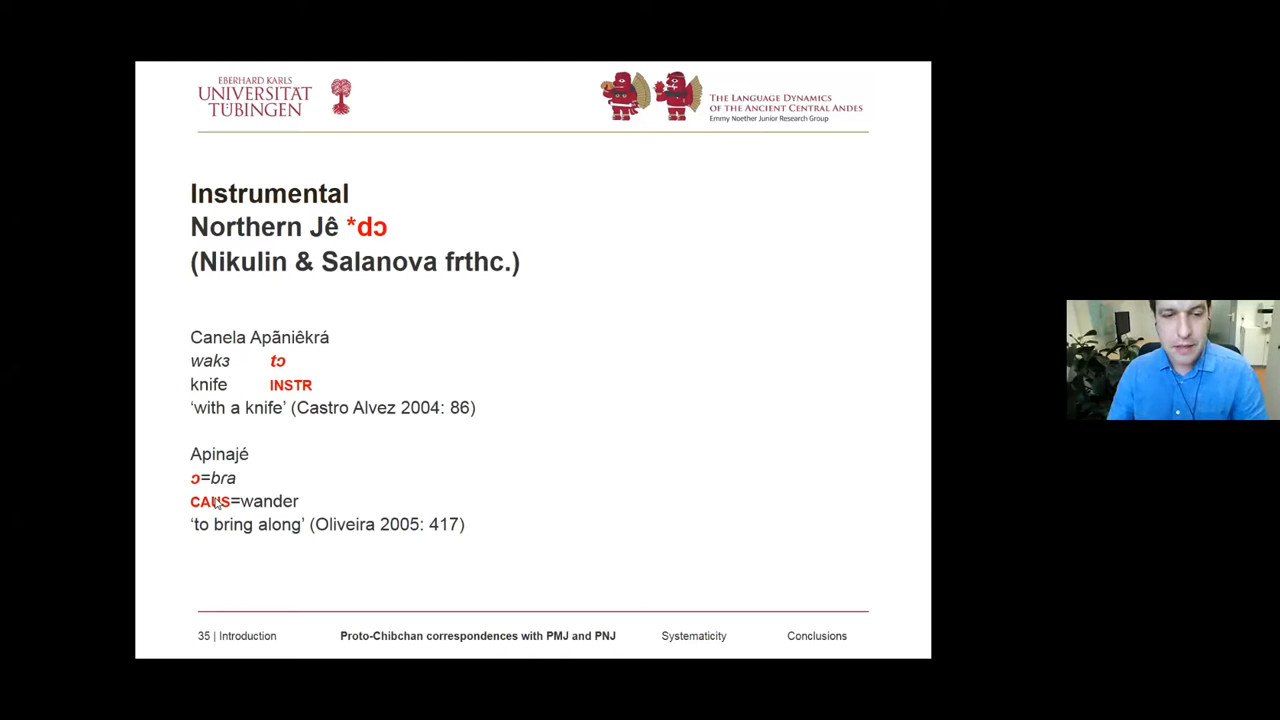 EBERHARD KARLS
UNIVERSITÄT
TÜBINGEN
THE LANGUAGE DYNAMICS
OF THE ANCIENT CENTRAL ANDES
Emmy Noether Junior Research Group
Instrumental
Northern Jê *dɔ
(Nikulin & Salanova frthc.)
Canela Apãniêkrá
wakɜ tɔ
knife INSTR
‘with a knife’ (Castro Alvez 2004: 86)
Apinajé
ɔ=bɾa
CAUS=wander
‘to bring along’ (Oliveira 2005: 417)
35 | Introduction Proto-Chibchan correspondences with PMJ and PNJ Systematicity Conclusions